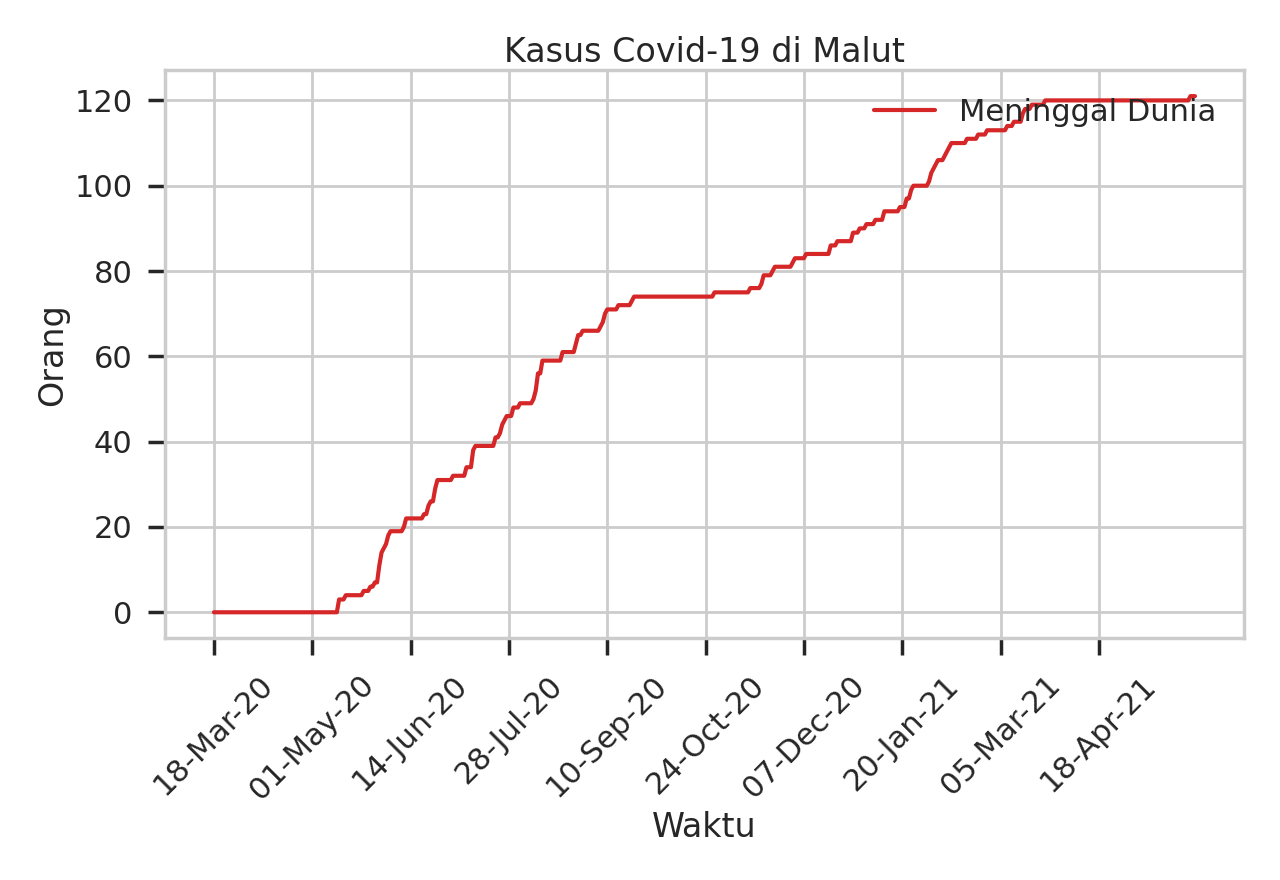 Kasus Covid-19 di Malut
Meninggal Dunia
120
100
80
60
40
20
0
Orang
18-Mar-20
01-May-20
14-Jun-20
28-Jul-20
10-Sep-20
24-Oct-20
07-Dec-20
20-Jan-21
05-Mar-21
18-Apr-21
Waktu